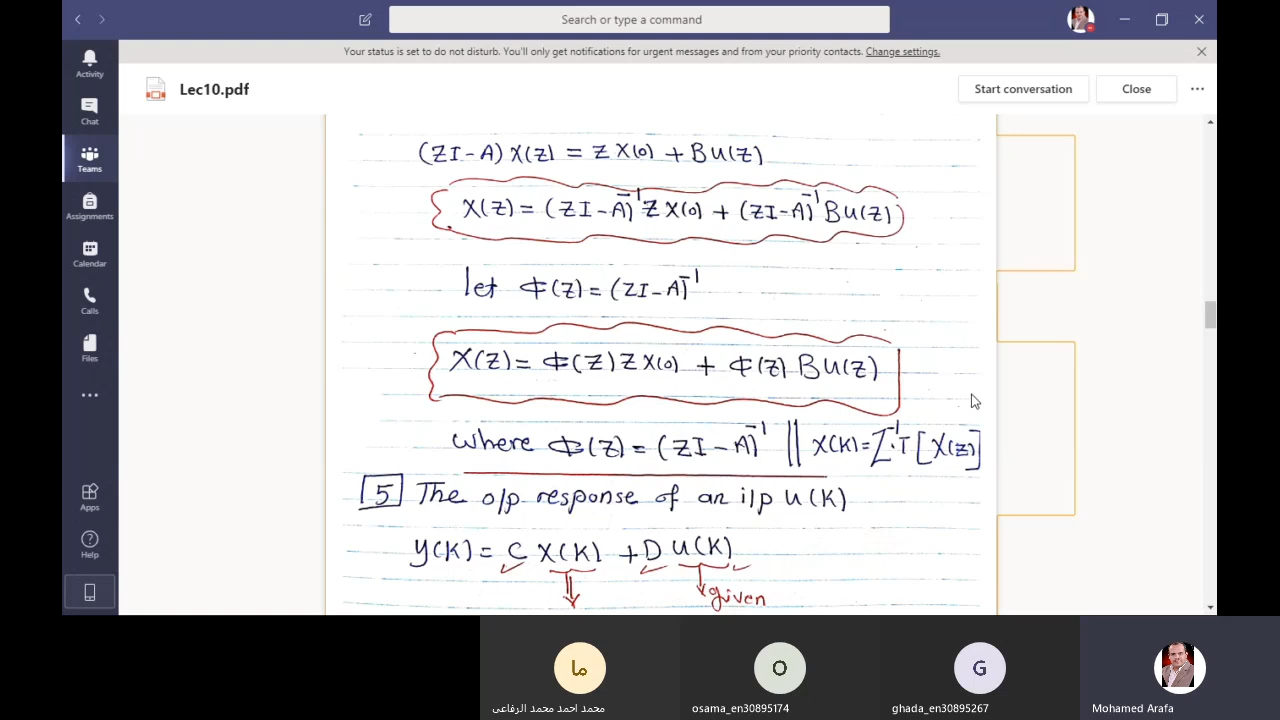 Search or type a command
Your status is set to do not disturb. You'll only get notifications for urgent messages and from your priority contacts. Change settings.
Activity
Chat
Teams
Assignments
Calendar
Calls
Files
Apps
Help
Lec10.pdf
Start conversation
Close
(ZI-A) X(Z) = Z X(0) + B U(Z)
X(Z) = (ZI-A)⁻¹ Z X(0) + (ZI-A)⁻¹ B U(Z)
let Φ(Z) = (ZI-A)⁻¹
X(Z) = Φ(Z) Z X(0) + Φ(Z) B U(Z)
where Φ(Z) = (ZI-A)⁻¹ || X(K) = Z⁻¹.T [X(Z)]
5 The o/p response of an i/p U(K)
Y(K) = C X(K) + D U(K)
given
ما
O
G
محمد احمد محمد الرفاعى
osama_en30895174
ghada_en30895267
Mohamed Arafa